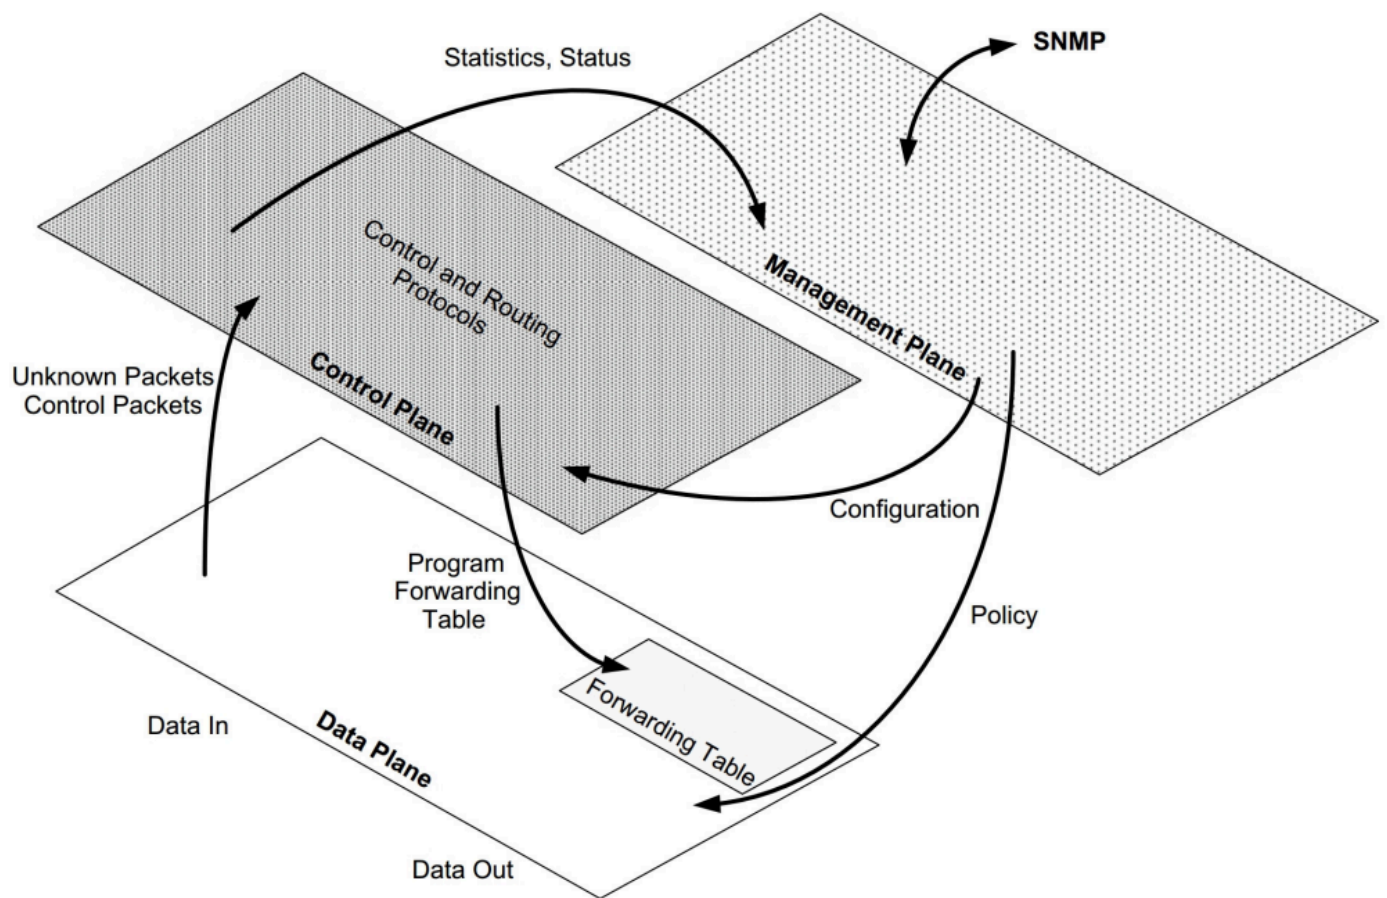 Statistics, Status
SNMP
Control and Routing
Protocols
Control Plane
Management Plane
Unknown Packets
Control Packets
Configuration
Program
Forwarding
Table
Policy
Forwarding Table
Data In
Data Plane
Data Out